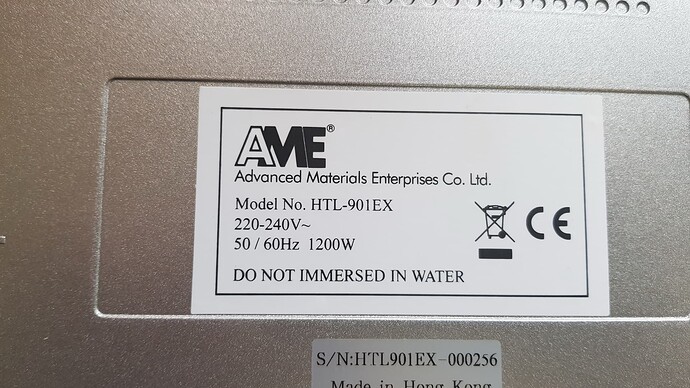 AME®
Advanced Materials Enterprises Co. Ltd.
Model No. HTL-901EX
220-240V~
50 / 60Hz 1200W
CE
DO NOT IMMERSED IN WATER
S/N:HTL901EX-000256
Made in Hong Kong